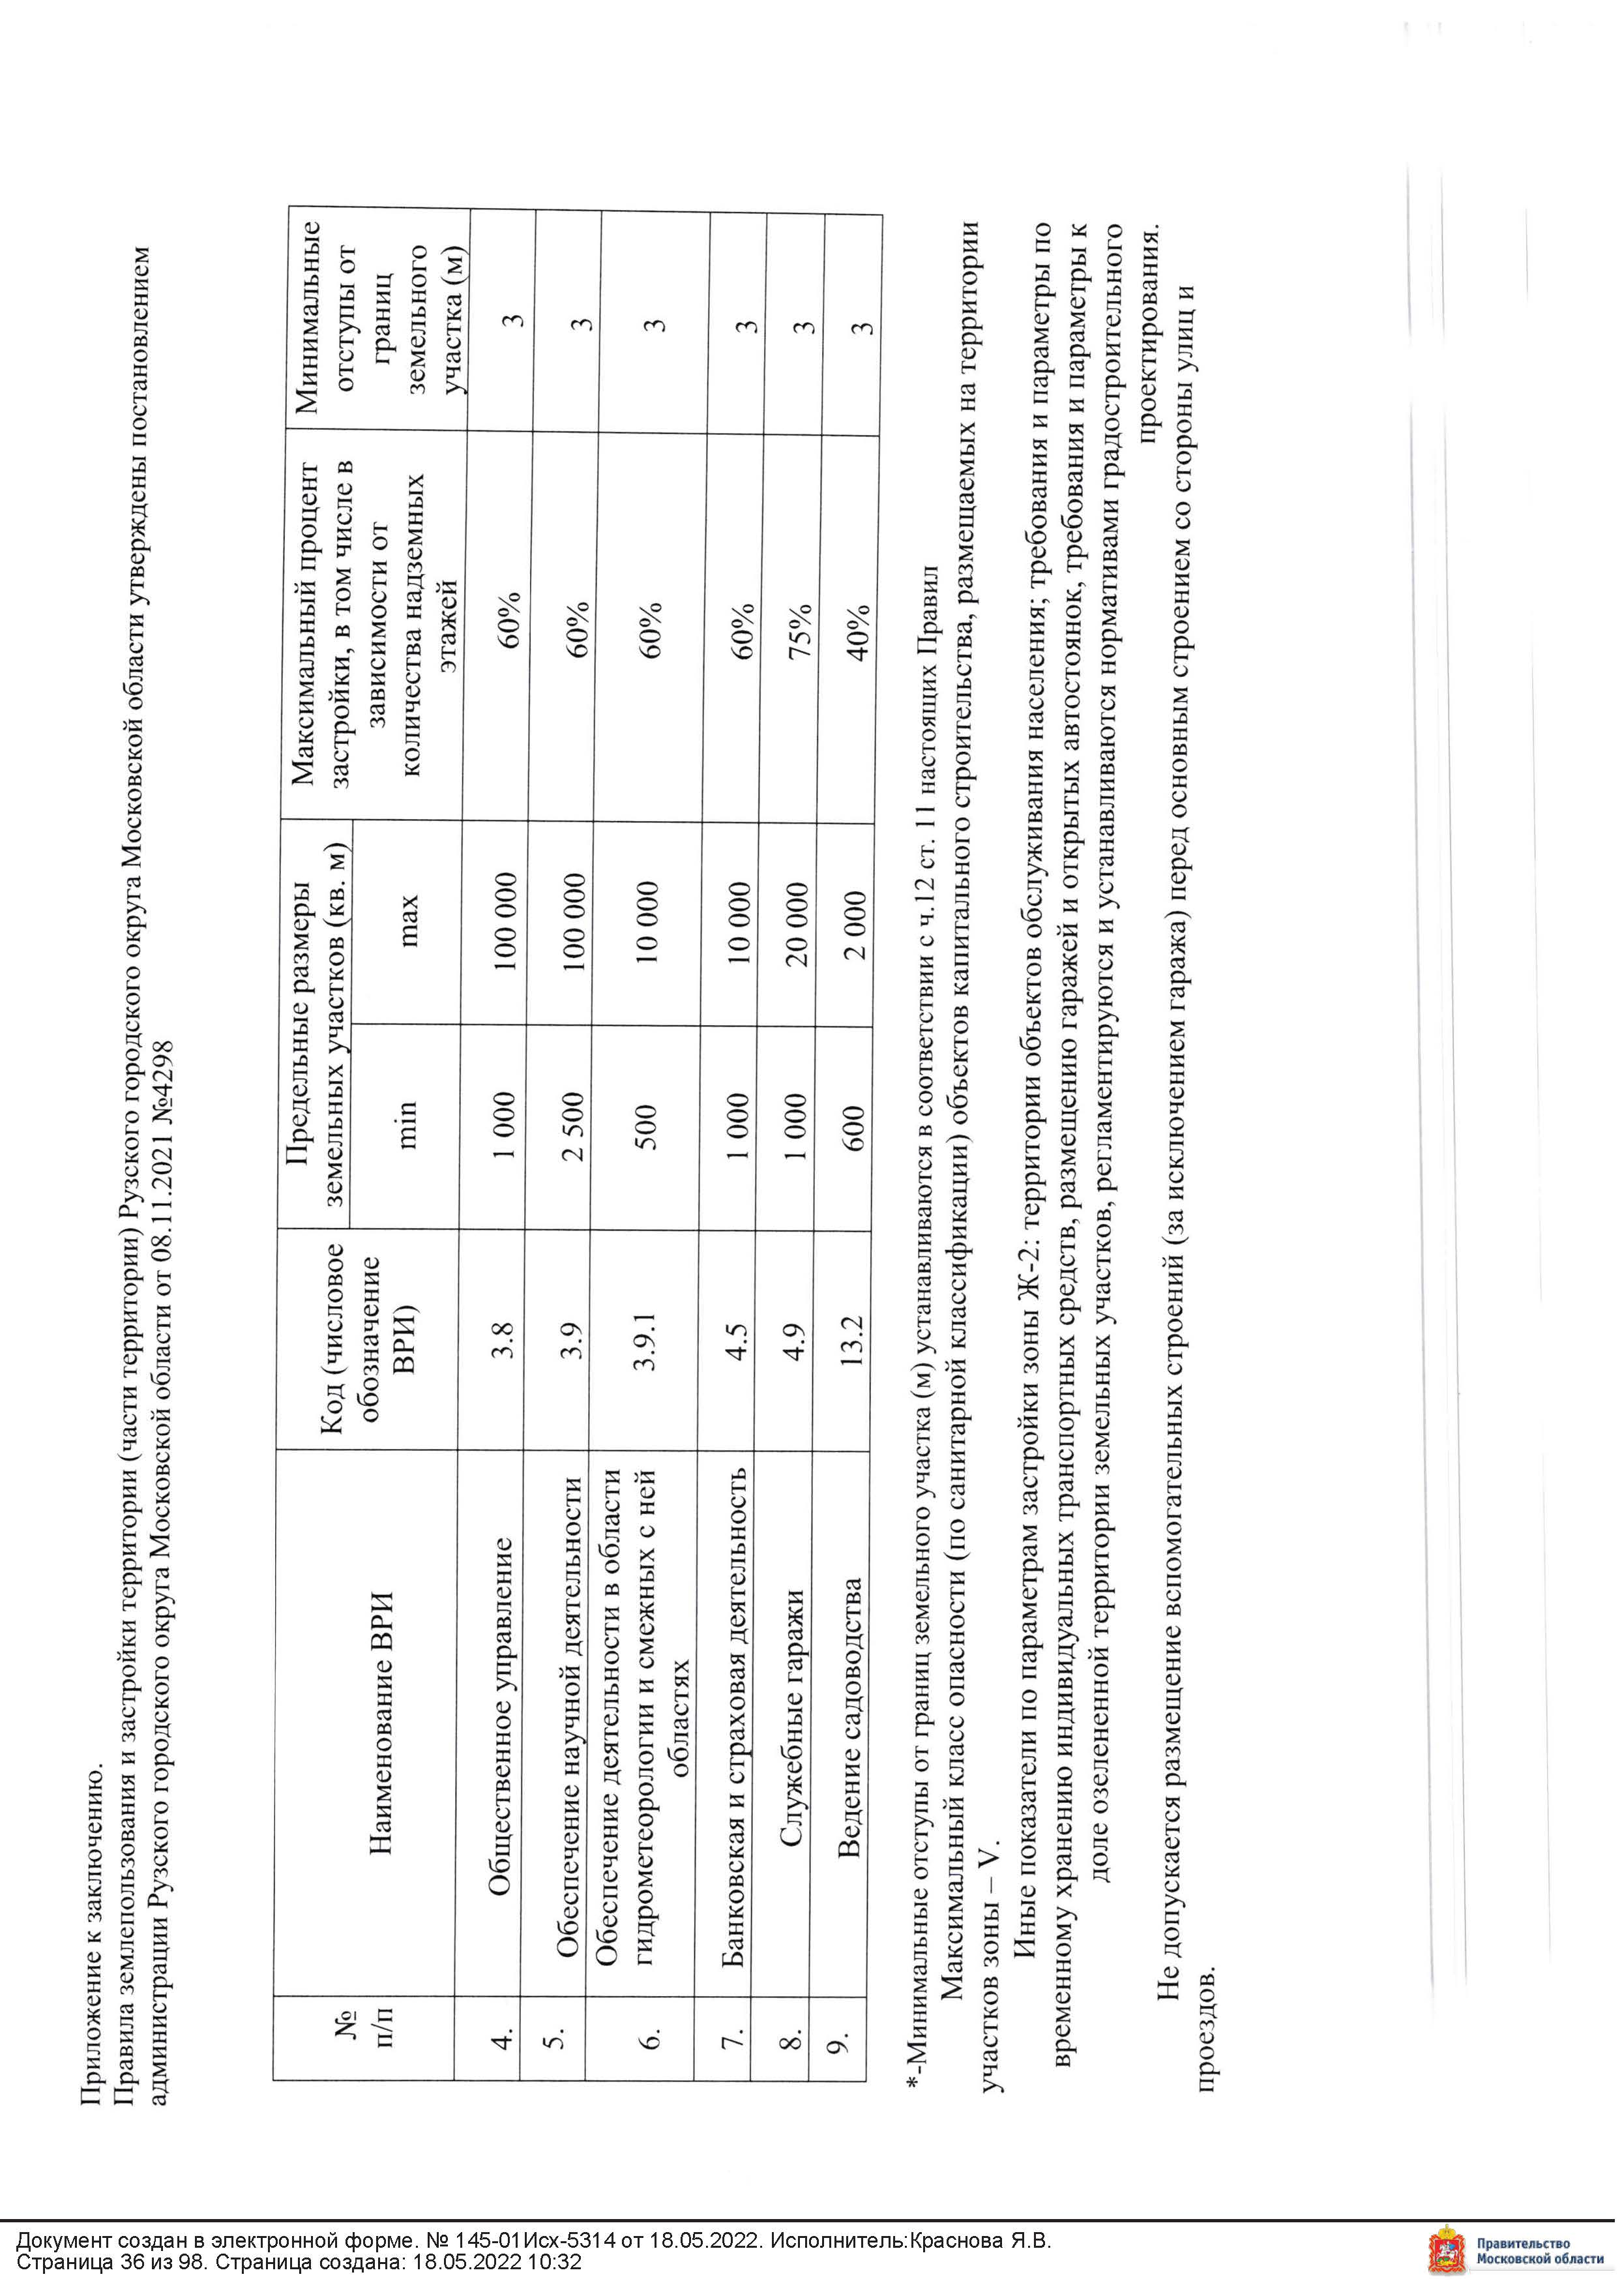 Приложение к заключению.
Правила землепользования и застройки территории (части территории) Рузского городского округа Московской области утверждены постановлением
администрации Рузского городского округа Московской области от 08.11.2021 №4298
№ п/п
Наименование ВРИ
Код (числовое обозначение ВРИ)
Предельные размеры земельных участков (кв. м)
min
max
Максимальный процент застройки, в том числе в зависимости от количества надземных этажей
Минимальные отступы от границ земельного участка (м)
4. Общественное управление 3.8 1 000 100 000 60% 3
5. Обеспечение научной деятельности 3.9 2 500 100 000 60% 3
6. Обеспечение деятельности в области гидрометеорологии и смежных с ней областях 3.9.1 500 10 000 60% 3
7. Банковская и страховая деятельность 4.5 1 000 10 000 60% 3
8. Служебные гаражи 4.9 1 000 20 000 75% 3
9. Ведение садоводства 13.2 600 2 000 40% 3
*-Минимальные отступы от границ земельного участка (м) устанавливаются в соответствии с ч.12 ст. 11 настоящих Правил
Максимальный класс опасности (по санитарной классификации) объектов капитального строительства, размещаемых на территории
участков зоны – V.
Иные показатели по параметрам застройки зоны Ж-2: территории объектов обслуживания населения; требования и параметры по
временному хранению индивидуальных транспортных средств, размещению гаражей и открытых автостоянок, требования и параметры к
доле озелененной территории земельных участков, регламентируются и устанавливаются нормативами градостроительного
проектирования.
Не допускается размещение вспомогательных строений (за исключением гаража) перед основным строением со стороны улиц и
проездов.
Документ создан в электронной форме. № 145-01Исх-5314 от 18.05.2022. Исполнитель:Краснова Я.В.
Страница 36 из 98. Страница создана: 18.05.2022 10:32
Правительство
Московской области